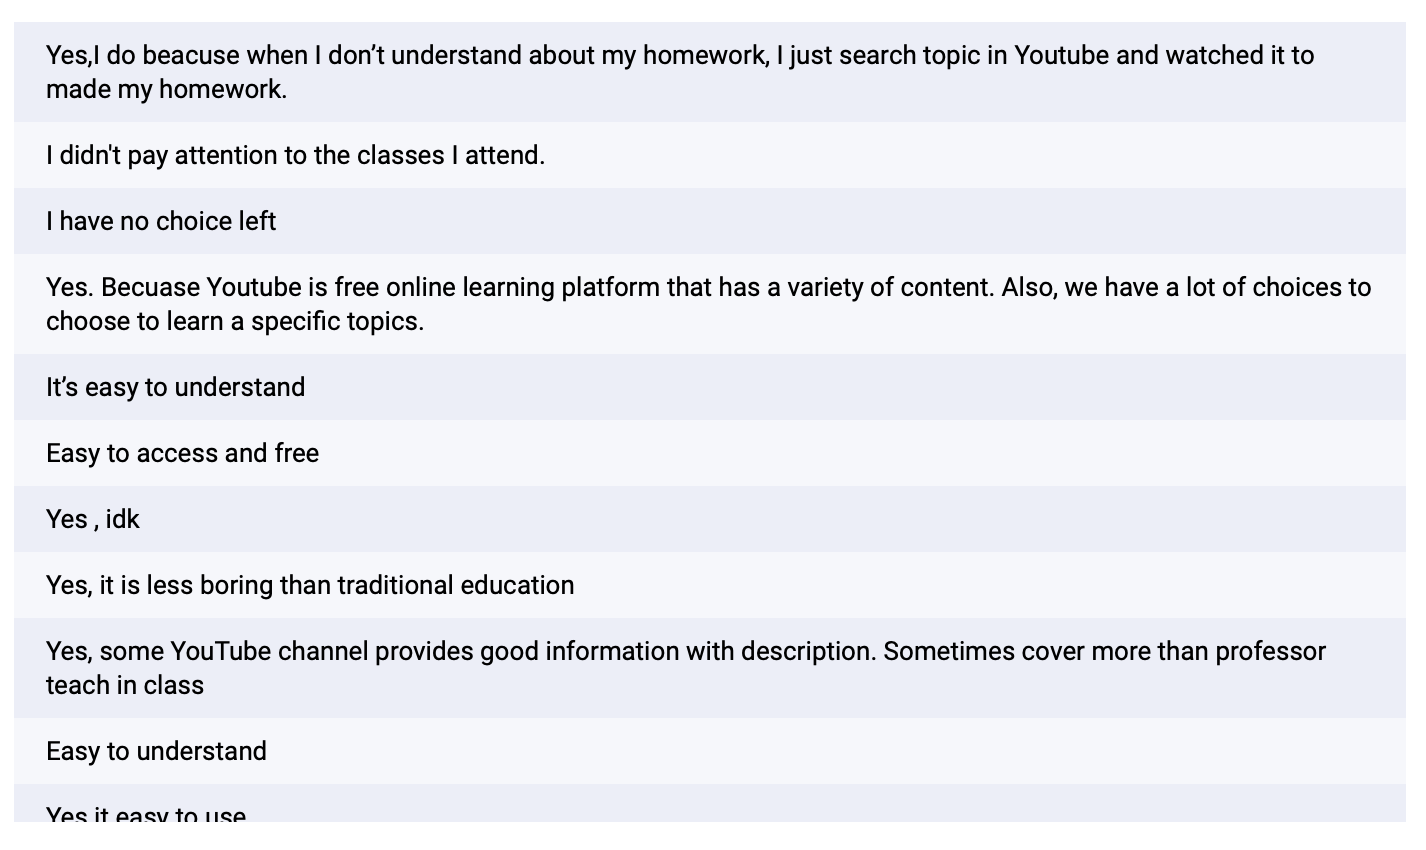 Yes,I do beacuse when I don’t understand about my homework, I just search topic in Youtube and watched it to
made my homework.
I didn't pay attention to the classes I attend.
I have no choice left
Yes. Becuase Youtube is free online learning platform that has a variety of content. Also, we have a lot of choices to
choose to learn a specific topics.
It’s easy to understand
Easy to access and free
Yes , idk
Yes, it is less boring than traditional education
Yes, some YouTube channel provides good information with description. Sometimes cover more than professor
teach in class
Easy to understand
Yes it easy to use